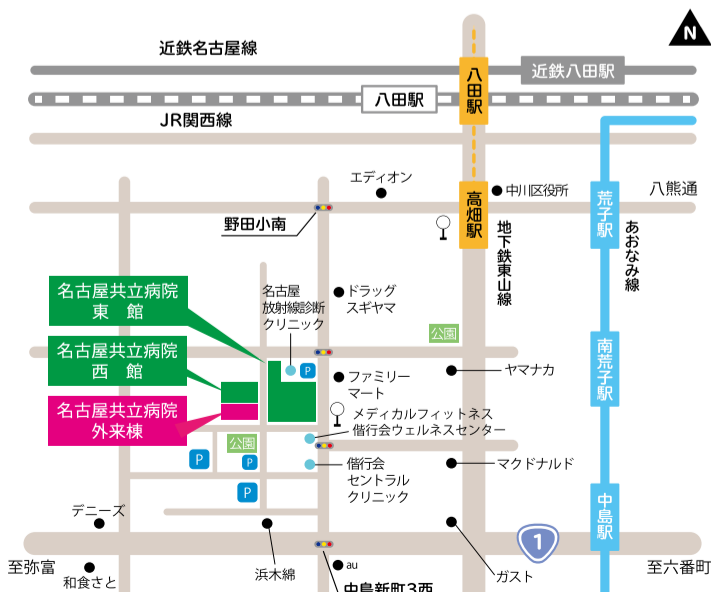 N
近鉄名古屋線
近鉄八田駅
八田駅
八田駅
JR関西線
エディオン
中川区役所
八熊通
高畑駅
荒子駅
野田小南
地下鉄東山線
あおなみ線
名古屋共立病院
東 館
名古屋
放射線診断
クリニック
ドラッグ
スギヤマ
公園
名古屋共立病院
西 館
P
ファミリー
マート
ヤマナカ
南荒子駅
名古屋共立病院
外来棟
メディカルフィットネス
偕行会ウェルネスセンター
公園
P
P
P
偕行会
セントラル
クリニック
マクドナルド
中島駅
デニーズ
浜木綿
1
ガスト
至弥富
和食さと
au
至六番町
中島新町3西